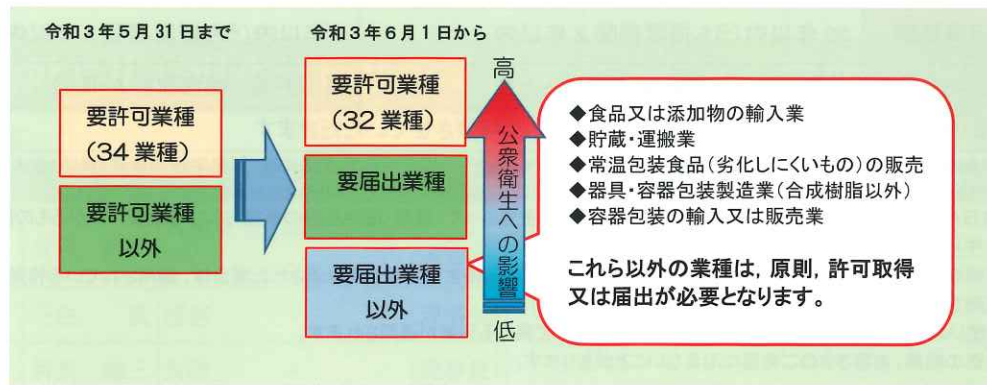 令和３年５月31日まで
令和３年６月１日から
要許可業種
（34 業種）
要許可業種
以外
要許可業種
（32 業種）
要届出業種
要届出業種
以外
高
公衆衛生への影響
低
◆食品又は添加物の輸入業
◆貯蔵・運搬業
◆常温包装食品（劣化しにくいもの）の販売
◆器具・容器包装製造業（合成樹脂以外）
◆容器包装の輸入又は販売業
これら以外の業種は，原則，許可取得
又は届出が必要となります。